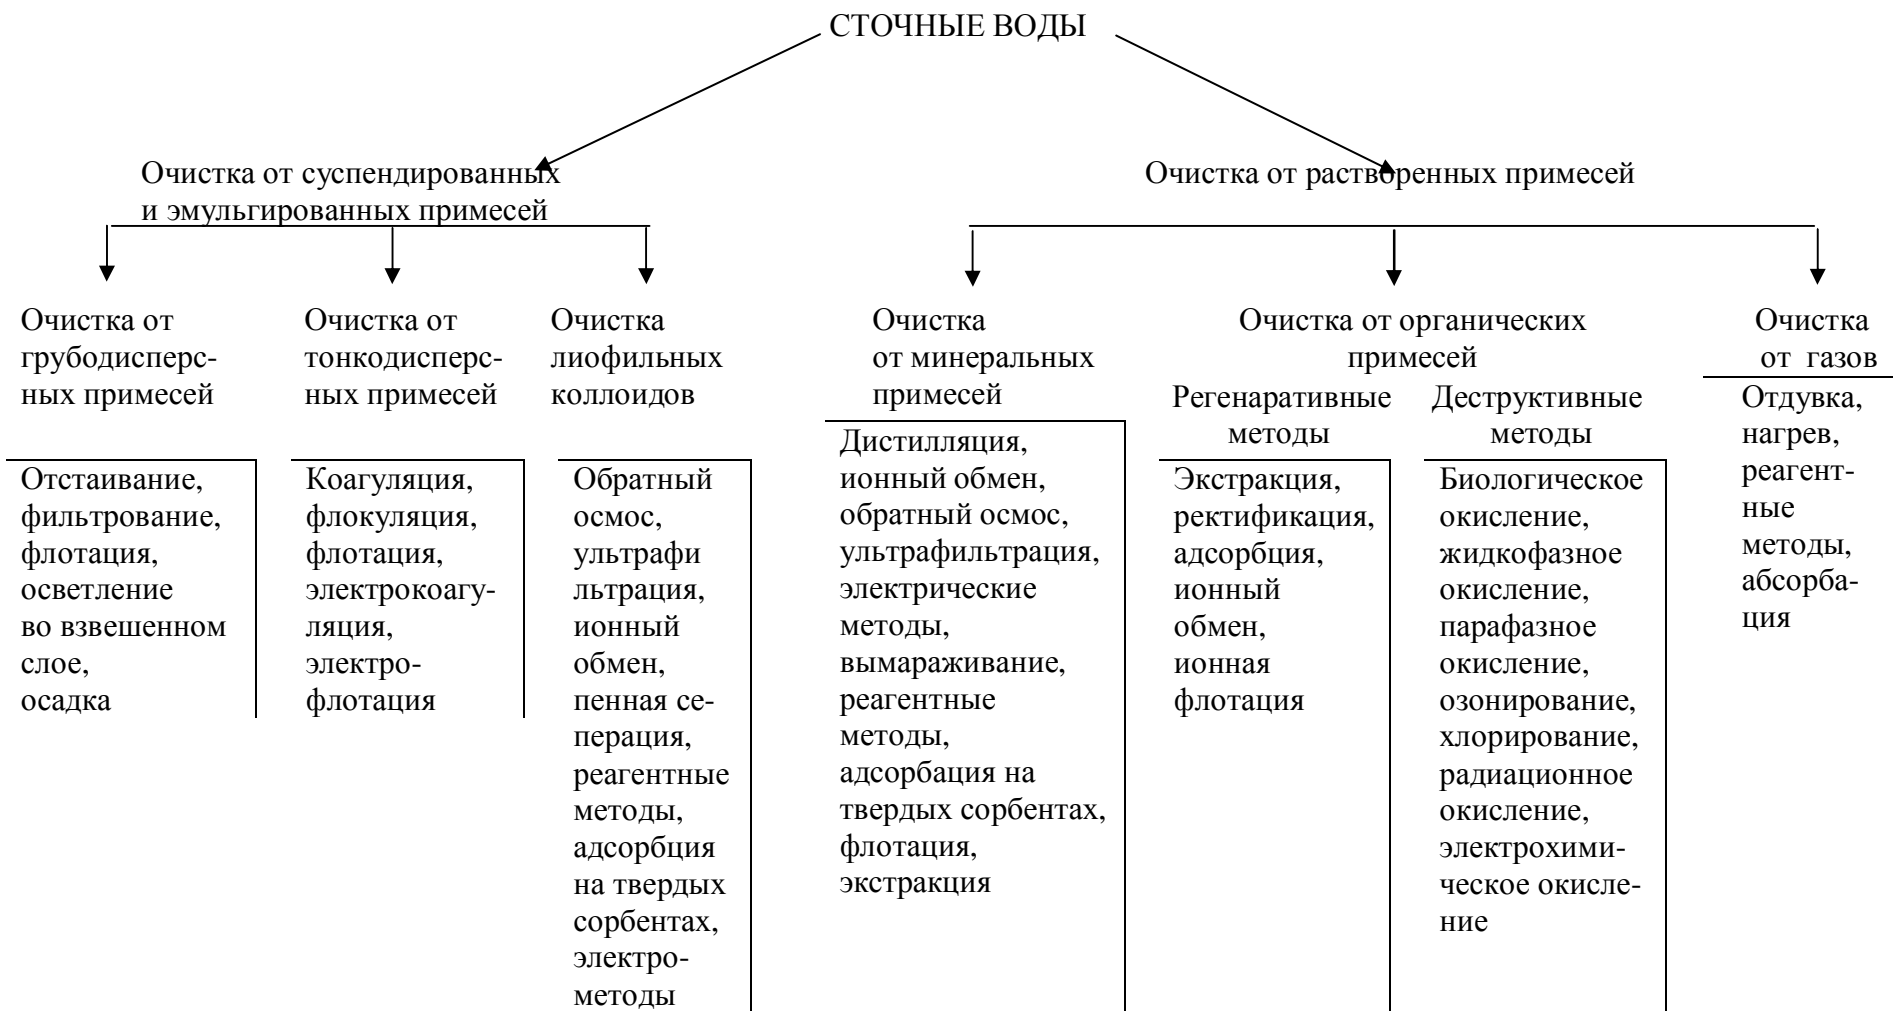 СТОЧНЫЕ ВОДЫ
Очистка от суспендированных
и эмульгированных примесей
Очистка от растворенных примесей
Очистка от
грубодисперс-
ных примесей
Отстаивание,
фильтрование,
флотация,
осветление
во взвешенном
слое,
осадка
Очистка от
тонкодисперс-
ных примесей
Коагуляция,
флокуляция,
флотация,
электрокоагу-
ляция,
электро-
флотация
Очистка
лиофильных
коллоидов
Обратный
осмос,
ультрафи
льтрация,
ионный
обмен,
пенная се-
перация,
реагентные
методы,
адсорбция
на твердых
сорбентах,
электро-
методы
Очистка
от минеральных
примесей
Дистилляция,
ионный обмен,
обратный осмос,
ультрафильтрация,
электрические
методы,
вымараживание,
реагентные
методы,
адсорбация на
твердых сорбентах,
флотация,
экстракция
Очистка от органических
примесей
Регенаративные
методы
Экстракция,
ректификация,
адсорбция,
ионный
обмен,
ионная
флотация
Деструктивные
методы
Биологическое
окисление,
жидкофазное
окисление,
парафазное
окисление,
озонирование,
хлорирование,
радиационное
окисление,
электрохими-
ческое окисле-
ние
Очистка
от газов
Отдувка,
нагрев,
реагент-
ные
методы,
абсорба-
ция